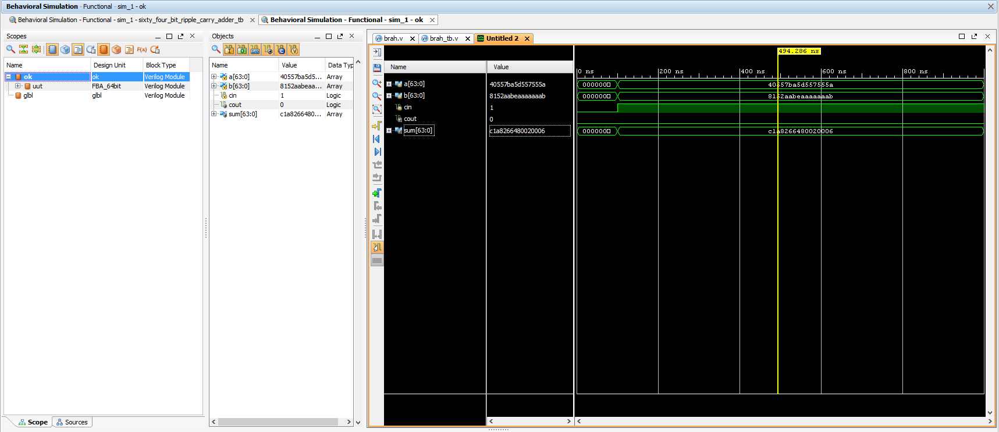 Behavioral Simulation - Functional - sim_1 - ok
Behavioral Simulation - Functional - sim_1 - sixty_four_bit_ripple_carry_adder_tb
Behavioral Simulation - Functional - sim_1 - ok
Scopes
F(x)
Name Design Unit Block Type
ok ok Verilog Module
uut FBA_64bit Verilog Module
glbl glbl Verilog Module
Scope Sources
Objects
Name Value Data Typ
a[63:0] 40557ba5d5... Array
b[63:0] 8152aabeaa... Array
cin 1 Logic
cout 0 Logic
sum[63:0] c1a8266480... Array
brah.v brah_tb.v Untitled 2
494.286 ns
Name Value
0 ns 200 ns 400 ns 600 ns 800 ns
a[63:0] 40557ba5d557555a 000000 40557ba5d557555a
b[63:0] 8152aabeaaaaaaab 8152aabeaaaaaaab
cin 1
cout 0
sum[63:0] c1a8266480020006 000000 c1a8266480020006